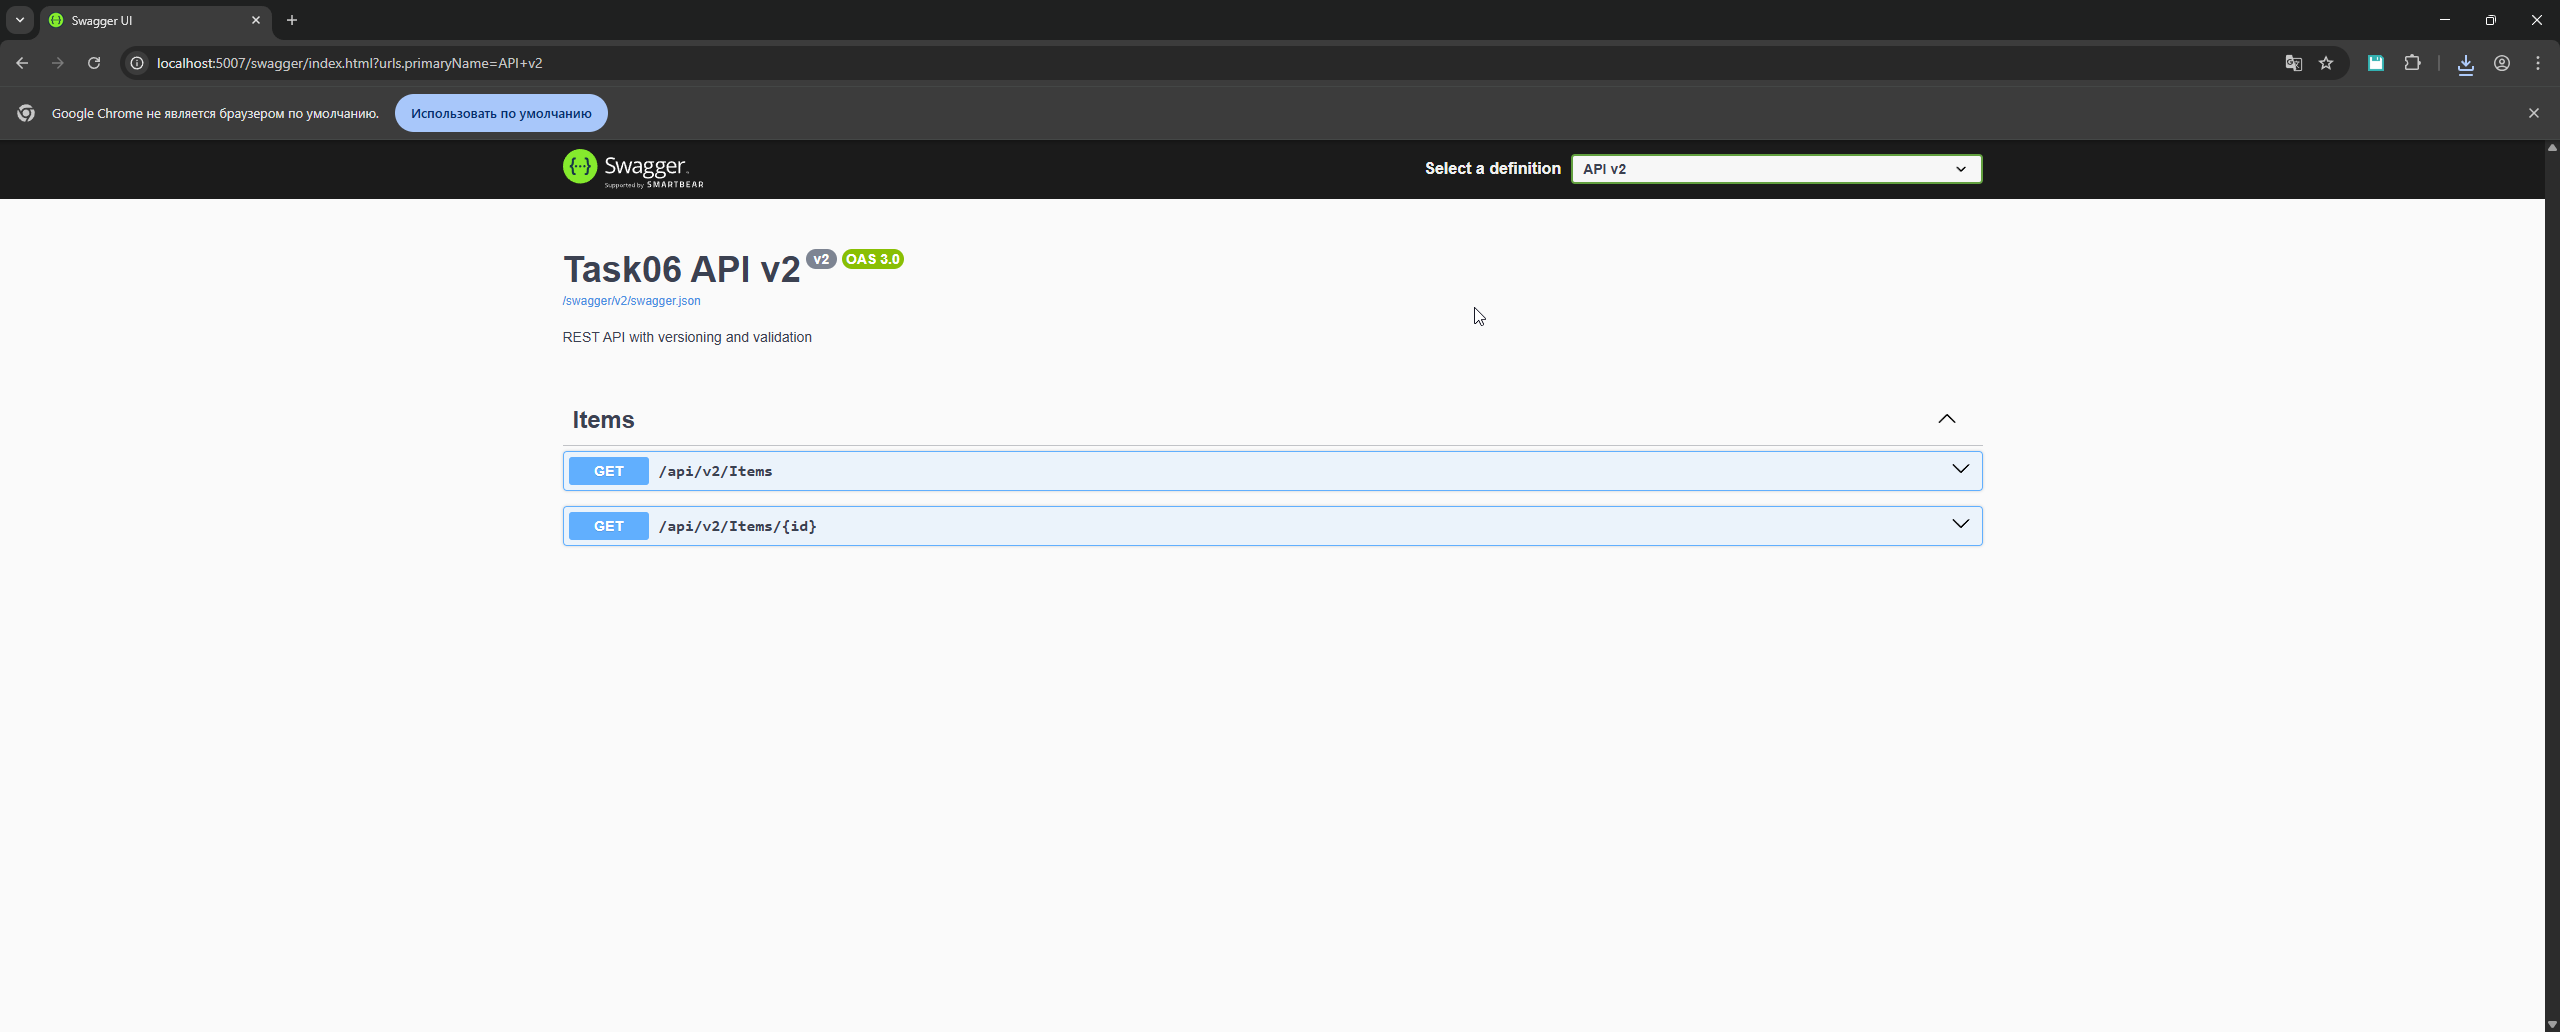 Swagger UI
localhost:5007/swagger/index.html?urls.primaryName=API+v2
Google Chrome не является браузером по умолчанию.
Использовать по умолчанию
Swagger
Supported by SMARTBEAR
Select a definition
API v2
Task06 API v2 v2 OAS 3.0
/swagger/v2/swagger.json
REST API with versioning and validation
Items
GET /api/v2/Items
GET /api/v2/Items/{id}